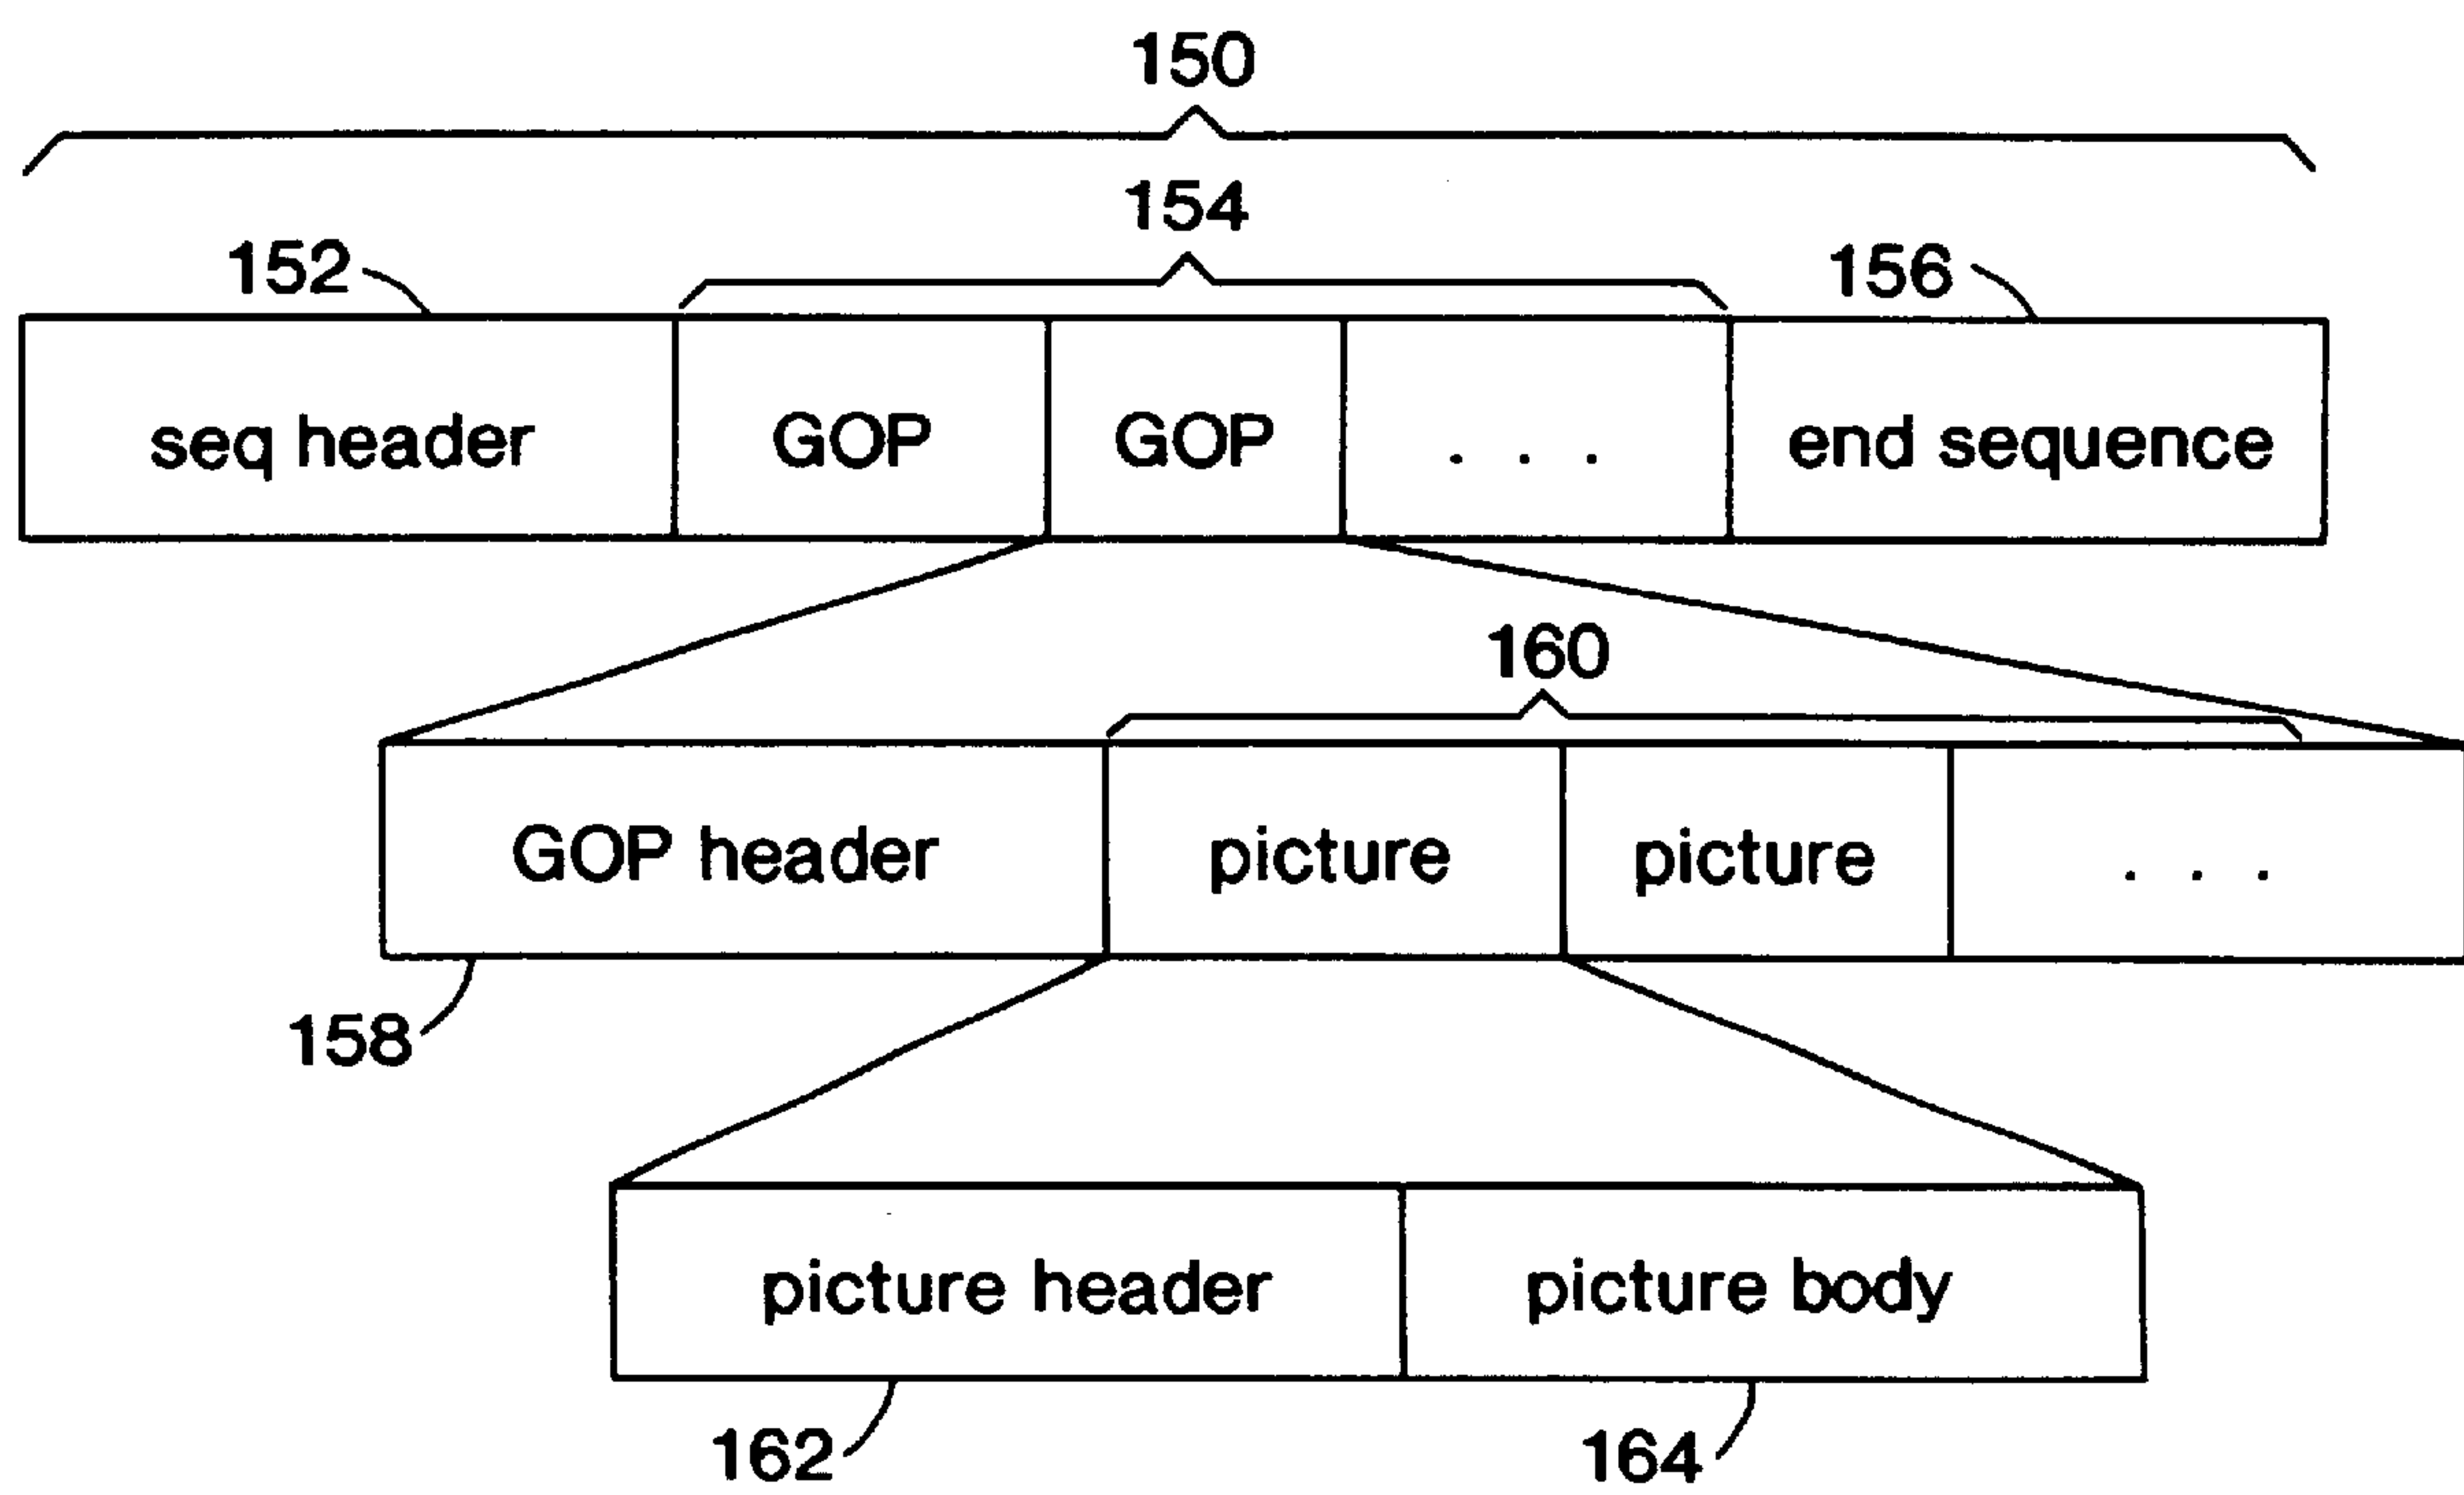 150
154
152
156
seq header GOP GOP . . . end sequence
160
GOP header picture picture . . .
158
picture header picture body
162 164